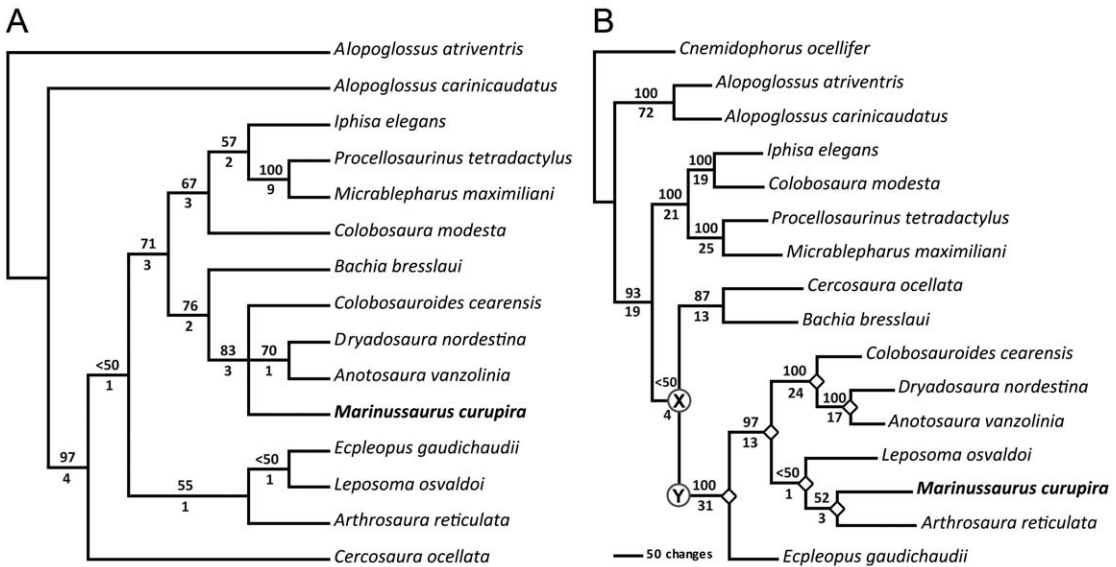 A
Alopoglossus atriventris
Alopoglossus carinicaudatus
Iphisa elegans
57
2
Procellosaurinus tetradactylus
100
9
Micrablepharus maximiliani
67
3
Colobosaura modesta
71
3
Bachia bresslaui
76
2
Colobosauroides cearensis
83
3
Dryadosaura nordestina
70
1
Anotosaura vanzolinia
<50
1
Marinussaurus curupira
Ecpleopus gaudichaudii
<50
1
Leposoma osvaldoi
97
4
55
1
Arthrosaura reticulata
Cercosaura ocellata
B
Cnemidophorus ocellifer
Alopoglossus atriventris
100
72
Alopoglossus carinicaudatus
Iphisa elegans
100
19
Colobosaura modesta
100
21
Procellosaurinus tetradactylus
100
25
Micrablepharus maximiliani
93
19
Cercosaura ocellata
87
13
Bachia bresslaui
Colobosauroides cearensis
100
24
Dryadosaura nordestina
100
17
Anotosaura vanzolinia
<50
X
4
97
13
Leposoma osvaldoi
<50
1
Marinussaurus curupira
52
3
Arthrosaura reticulata
Y
100
31
Ecpleopus gaudichaudii
50 changes